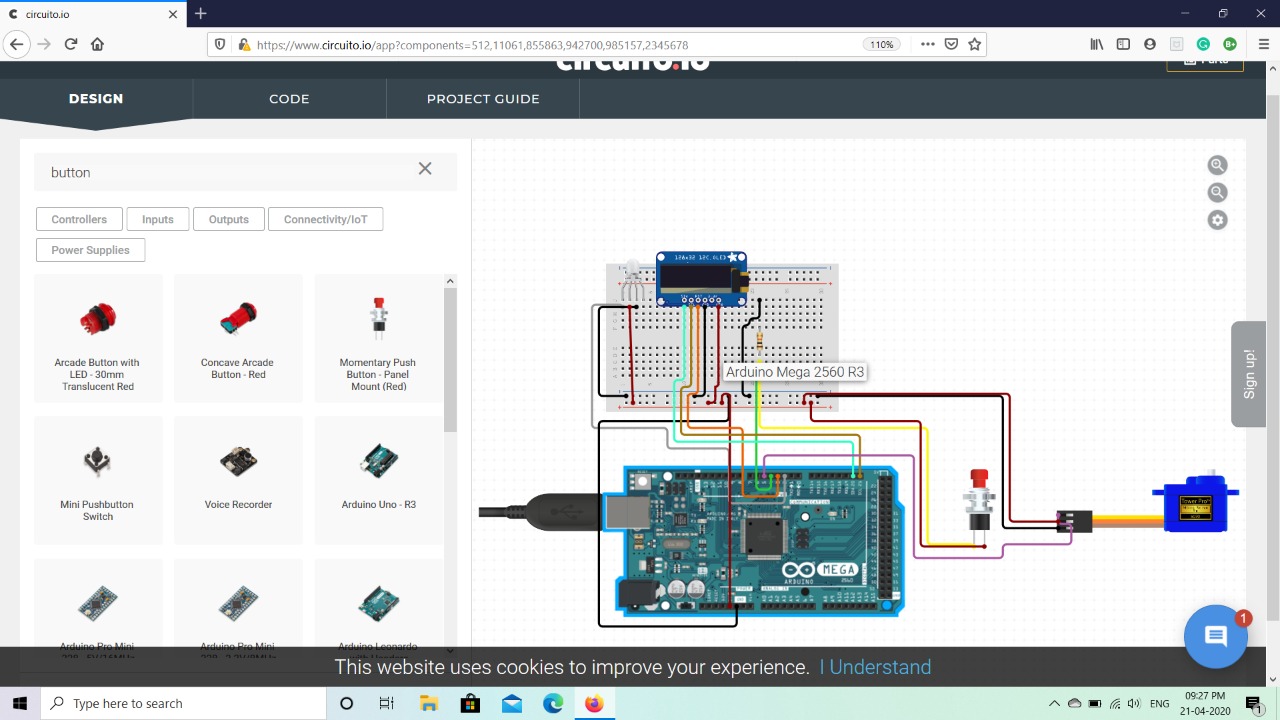 circuito.io
https://www.circuito.io/app?components=512,11061,855863,942700,985157,2345678
110%
circuito.io
Parts
DESIGN
CODE
PROJECT GUIDE
button
Controllers
Inputs
Outputs
Connectivity/IoT
Power Supplies
Arcade Button with
LED - 30mm
Translucent Red
Concave Arcade
Button - Red
Momentary Push
Button - Panel
Mount (Red)
Mini Pushbutton
Switch
Voice Recorder
Arduino Uno - R3
Arduino Pro Mini
Arduino Pro Mini
Arduino Leonardo
128x32 I2C OLED
Arduino Mega 2560 R3
MEGA
ARDUINO
Tower Pro
Sign up!
1
This website uses cookies to improve your experience. I Understand
Type here to search
ENG
09:27 PM
21-04-2020
1